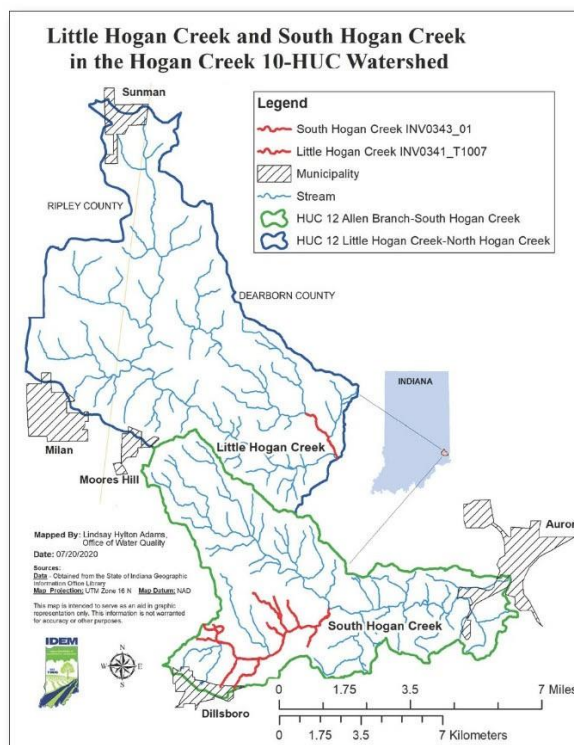 Little Hogan Creek and South Hogan Creek
in the Hogan Creek 10-HUC Watershed
Sunman
Legend
South Hogan Creek INV0343_01
Little Hogan Creek INV0341_T1007
Municipality
Stream
HUC 12 Allen Branch-South Hogan Creek
HUC 12 Little Hogan Creek-North Hogan Creek
RIPLEY COUNTY
DEARBORN COUNTY
INDIANA
Milan
Moores Hill
Little Hogan Creek
Auror
Mapped By: Lindsay Hylton Adams,
Office of Water Quality
Date: 07/20/2020
Sources:
Data - Obtained from the State of Indiana Geographic
Information Office Library
Map Projection: UTM Zone 16 N Map Datum: NAD
This map is intended to serve as an aid in graphic
representation only. This information is not warranted
for accuracy or other purposes.
South Hogan Creek
IDEM
N
W E
S
Dillsboro
0 1.75 3.5 7 Miles
0 1.75 3.5 7 Kilometers